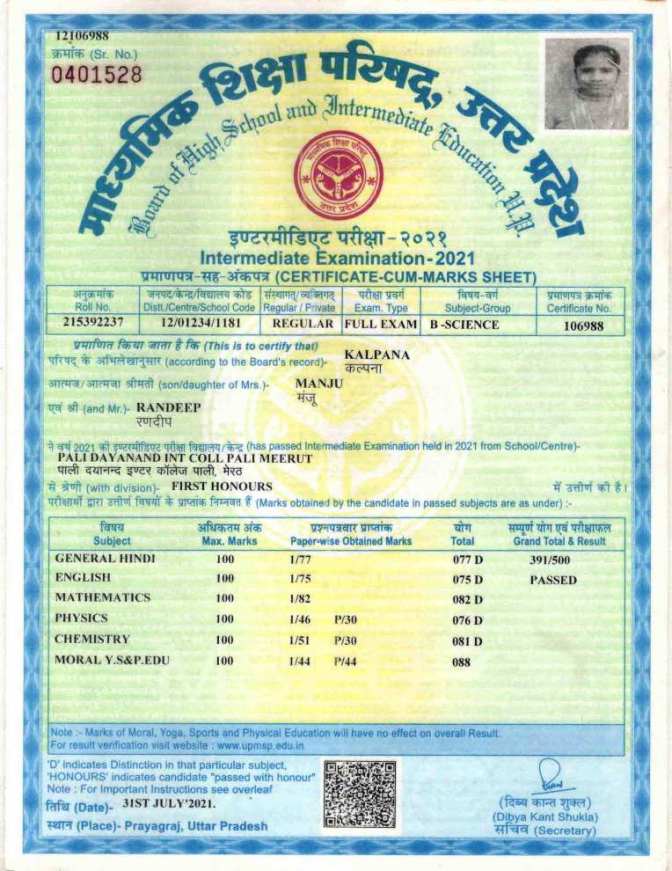 12106988
क्रमांक (Sr. No.)
0401528
माध्यमिक शिक्षा परिषद्, उत्तर प्रदेश
Board of High School and Intermediate Education U.P.
इण्टरमीडिएट परीक्षा - २०२१
Intermediate Examination-2021
प्रमाणपत्र-सह-अंकपत्र (CERTIFICATE-CUM-MARKS SHEET)
अनुक्रमांक जनपद/केन्द्र/विद्यालय कोड संस्थागत/व्यक्तिगत परीक्षा प्रवर्ग विषय-वर्ग प्रमाणपत्र क्रमांक
Roll No. Distt./Centre/School Code Regular / Private Exam. Type Subject-Group Certificate No.
215392237 12/01234/1181 REGULAR FULL EXAM B -SCIENCE 106988
प्रमाणित किया जाता है कि (This is to certify that)
परिषद् के अभिलेखानुसार (according to the Board's record)- KALPANA
कल्पना
आत्मज/आत्मजा श्रीमती (son/daughter of Mrs.)- MANJU
मंजू
एवं श्री (and Mr.)- RANDEEP
रणदीप
ने वर्ष 2021 की इण्टरमीडिएट परीक्षा विद्यालय/केन्द्र (has passed Intermediate Examination held in 2021 from School/Centre)-
PALI DAYANAND INT COLL PALI MEERUT
पाली दयानन्द इण्टर कॉलेज पाली, मेरठ
से श्रेणी (with division)- FIRST HONOURS में उत्तीर्ण की है।
परीक्षार्थी द्वारा उत्तीर्ण विषयों के प्राप्तांक निम्नवत हैं (Marks obtained by the candidate in passed subjects are as under) :-
विषय अधिकतम अंक प्रश्नपत्रवार प्राप्तांक योग सम्पूर्ण योग एवं परीक्षाफल
Subject Max. Marks Paper-wise Obtained Marks Total Grand Total & Result
GENERAL HINDI 100 1/77 077 D 391/500
ENGLISH 100 1/75 075 D PASSED
MATHEMATICS 100 1/82 082 D
PHYSICS 100 1/46 P/30 076 D
CHEMISTRY 100 1/51 P/30 081 D
MORAL Y.S&P.EDU 100 1/44 P/44 088
Note :- Marks of Moral, Yoga, Sports and Physical Education will have no effect on overall Result.
For result verification visit website : www.upmsp.edu.in
'D' indicates Distinction in that particular subject,
'HONOURS' indicates candidate "passed with honour"
Note : For Important Instructions see overleaf
तिथि (Date)- 31ST JULY'2021.
स्थान (Place)- Prayagraj, Uttar Pradesh
(दिव्य कान्त शुक्ल)
(Dibya Kant Shukla)
सचिव (Secretary)